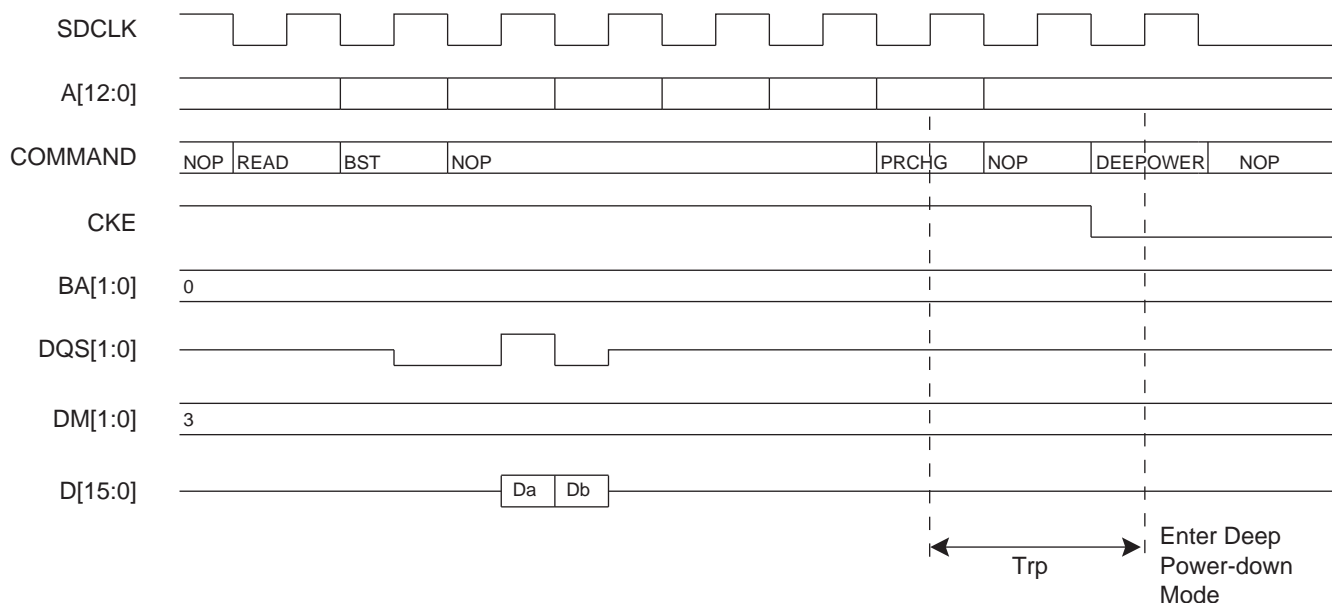 SDCLK
A[12:0]
COMMAND NOP READ BST NOP PRCHG NOP DEEPOWER NOP
CKE
BA[1:0] 0
DQS[1:0]
DM[1:0] 3
D[15:0] Da Db
Trp
Enter Deep
Power-down
Mode